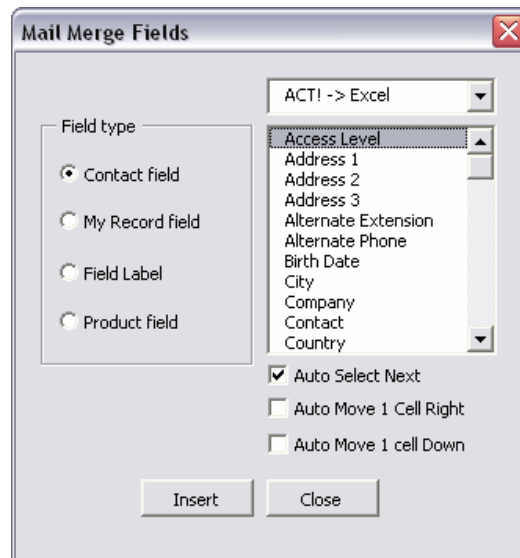 Mail Merge Fields
ACT! -> Excel
Field type
Contact field
My Record field
Field Label
Product field
Access Level
Address 1
Address 2
Address 3
Alternate Extension
Alternate Phone
Birth Date
City
Company
Contact
Country
Auto Select Next
Auto Move 1 Cell Right
Auto Move 1 cell Down
Insert
Close